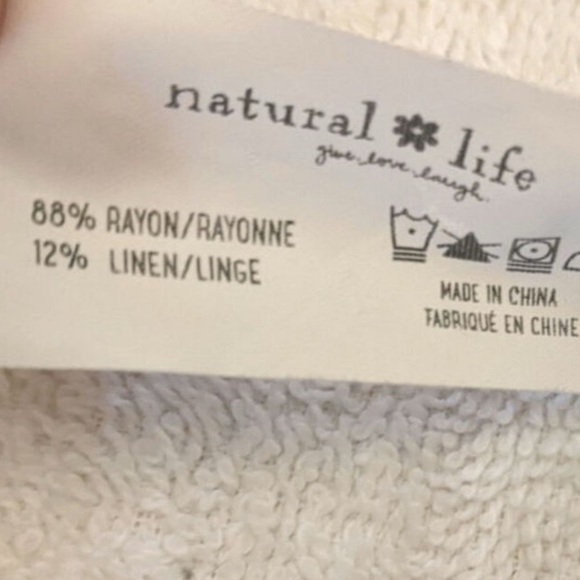 natural life
give. love. laugh.
88% RAYON/RAYONNE
12% LINEN/LINGE
MADE IN CHINA
FABRIQUÉ EN CHINE